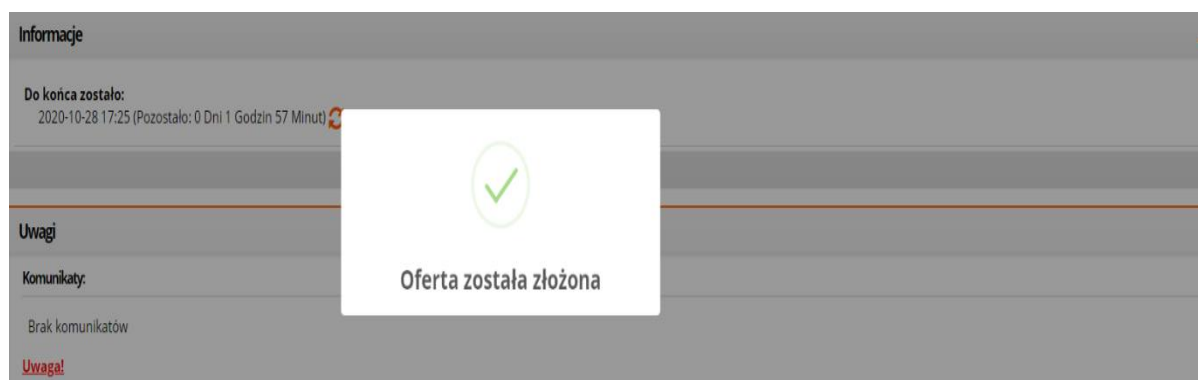 Informacje
Do końca zostało:
2020-10-28 17:25 (Pozostało: 0 Dni 1 Godzin 57 Minut)
Oferta została złożona
Uwagi
Komunikaty:
Brak komunikatów
Uwaga!